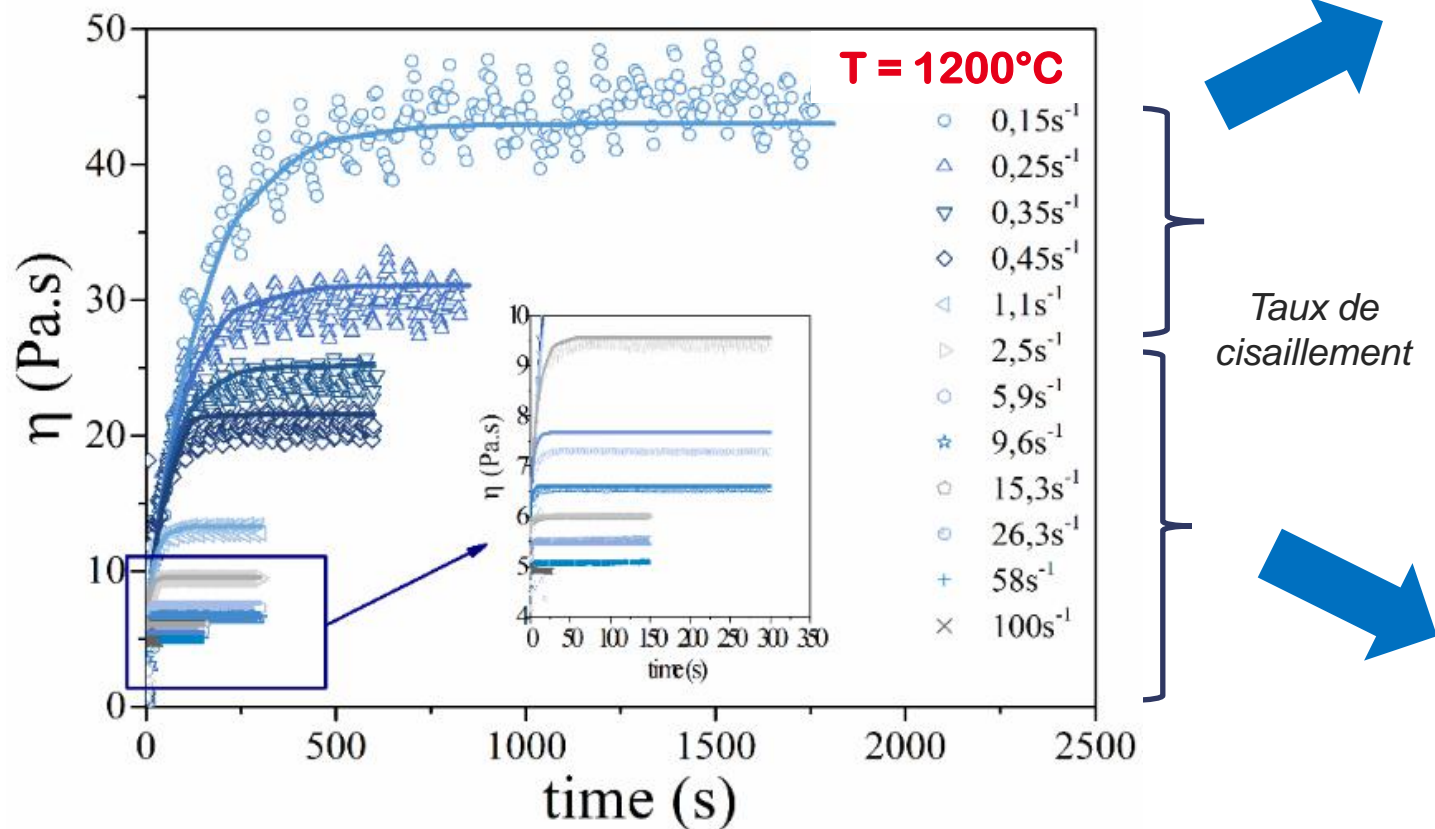 T = 1200°C
η (Pa.s)
50
40
30
20
10
0
0 500 1000 1500 2000 2500
time (s)
0,15s⁻¹
0,25s⁻¹
0,35s⁻¹
0,45s⁻¹
1,1s⁻¹
2,5s⁻¹
5,9s⁻¹
9,6s⁻¹
15,3s⁻¹
26,3s⁻¹
58s⁻¹
100s⁻¹
Taux de
cisaillement
η (Pa.s)
10
9
8
7
6
5
4
0 50 100 150 200 250 300 350
time (s)